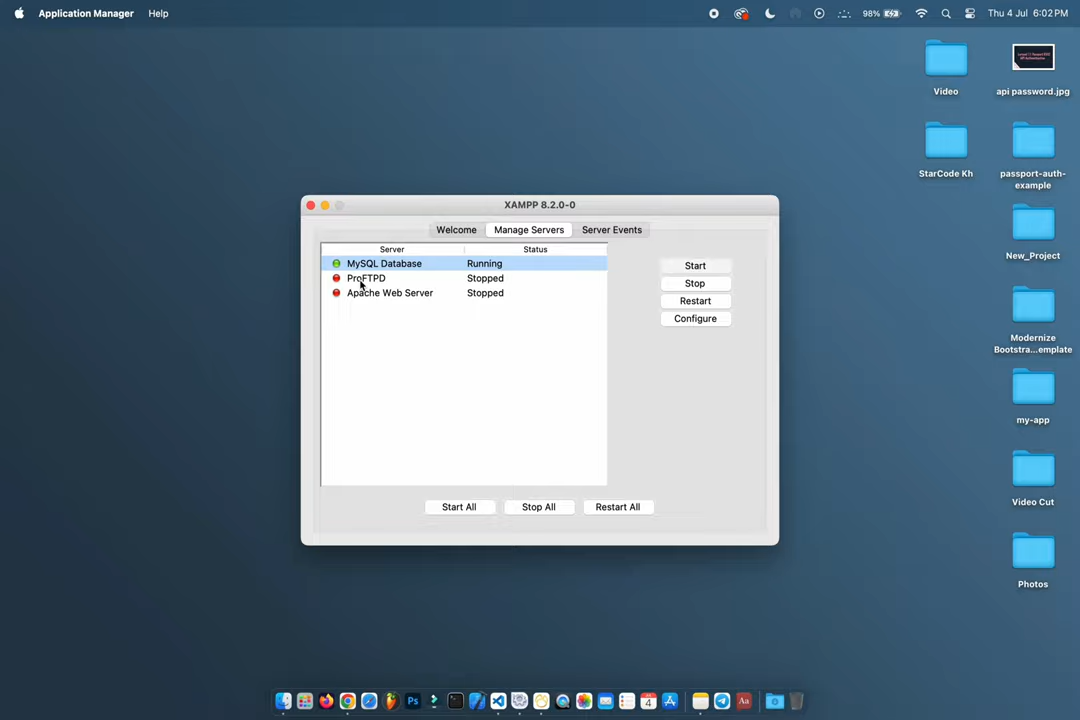 Application Manager Help 98% Thu 4 Jul 6:02 PM
Video api password.jpg
StarCode Kh passport-auth-
example
New_Project
Modernize
Bootstra...emplate
my-app
Video Cut
Photos
XAMPP 8.2.0-0
Welcome Manage Servers Server Events
Server Status
MySQL Database Running
ProFTPD Stopped
Apache Web Server Stopped
Start
Stop
Restart
Configure
Start All Stop All Restart All
Ps Aa
4